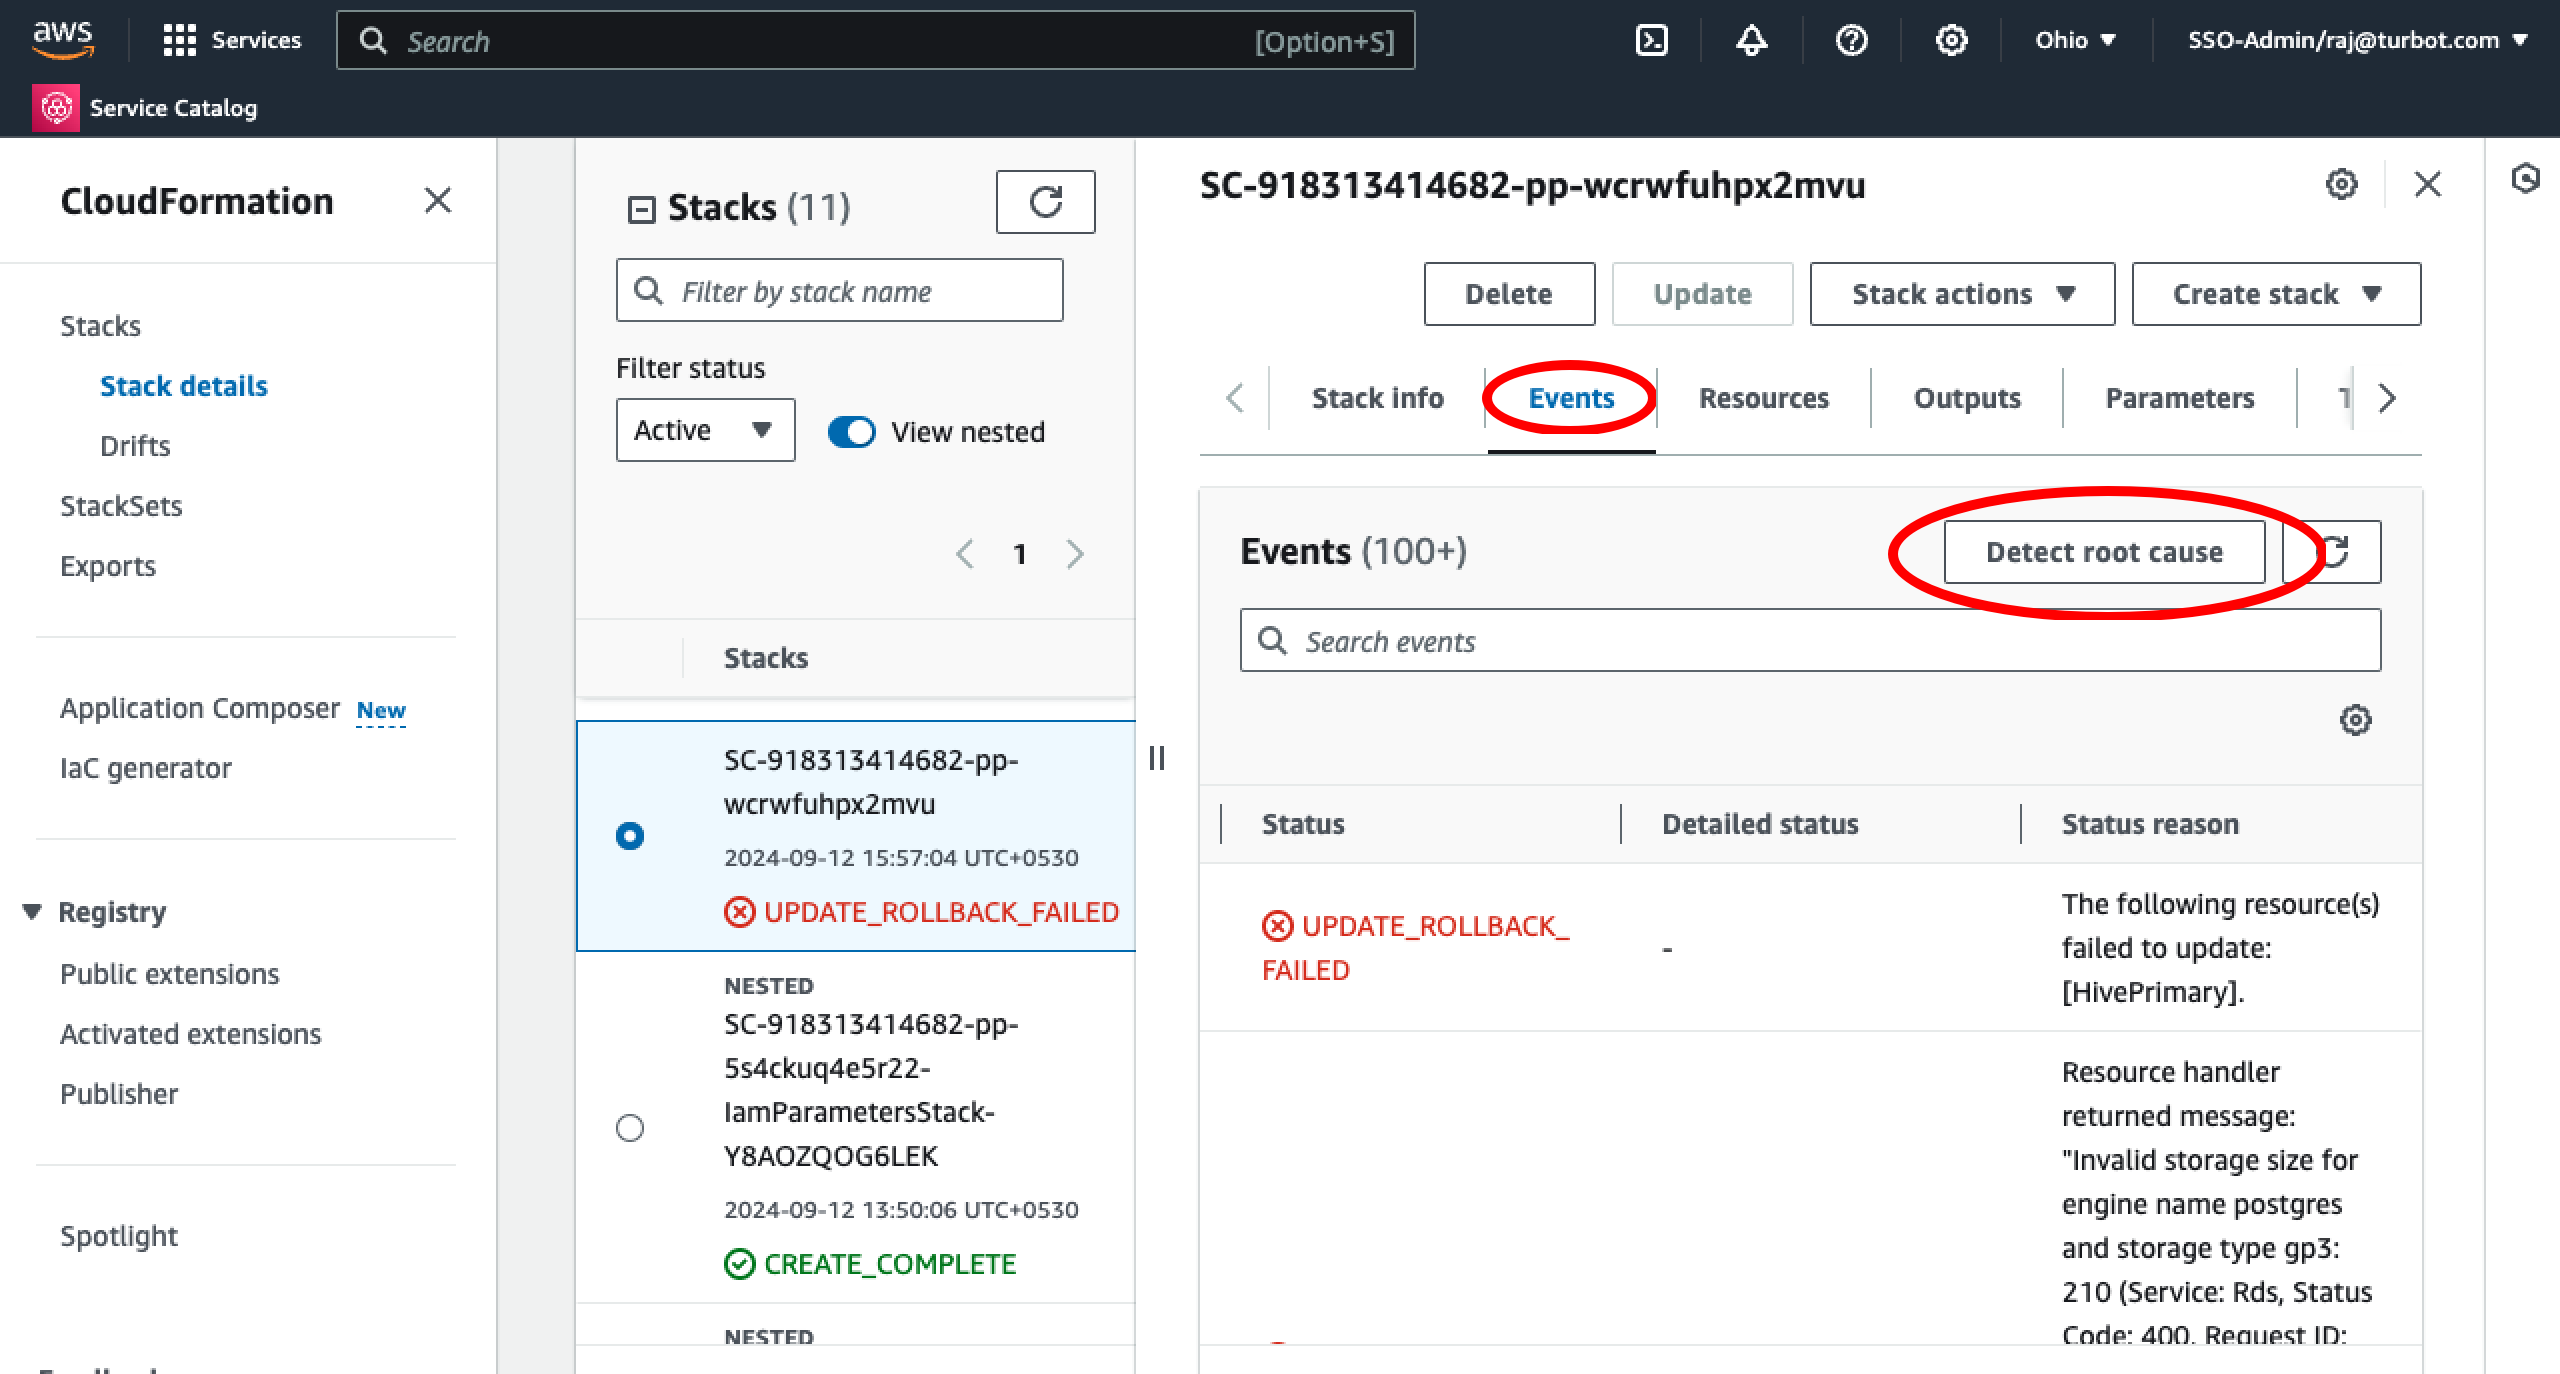 aws
Services
Search
[Option+S]
Ohio
SSO-Admin/raj@turbot.com
Service Catalog
CloudFormation
Stacks
Stack details
Drifts
StackSets
Exports
Application Composer New
IaC generator
Registry
Public extensions
Activated extensions
Publisher
Spotlight
Stacks (11)
Filter by stack name
Filter status
Active
View nested
1
Stacks
SC-918313414682-pp-
wcrwfuhpx2mvu
2024-09-12 15:57:04 UTC+0530
UPDATE_ROLLBACK_FAILED
NESTED
SC-918313414682-pp-
5s4ckuq4e5r22-
IamParametersStack-
Y8AOZQOG6LEK
2024-09-12 13:50:06 UTC+0530
CREATE_COMPLETE
NESTED
SC-918313414682-pp-wcrwfuhpx2mvu
Delete
Update
Stack actions
Create stack
Stack info
Events
Resources
Outputs
Parameters
Events (100+)
Detect root cause
Search events
Status
Detailed status
Status reason
UPDATE_ROLLBACK_
FAILED
-
The following resource(s)
failed to update:
[HivePrimary].
Resource handler
returned message:
"Invalid storage size for
engine name postgres
and storage type gp3:
210 (Service: Rds, Status
Code: 400, Request ID: